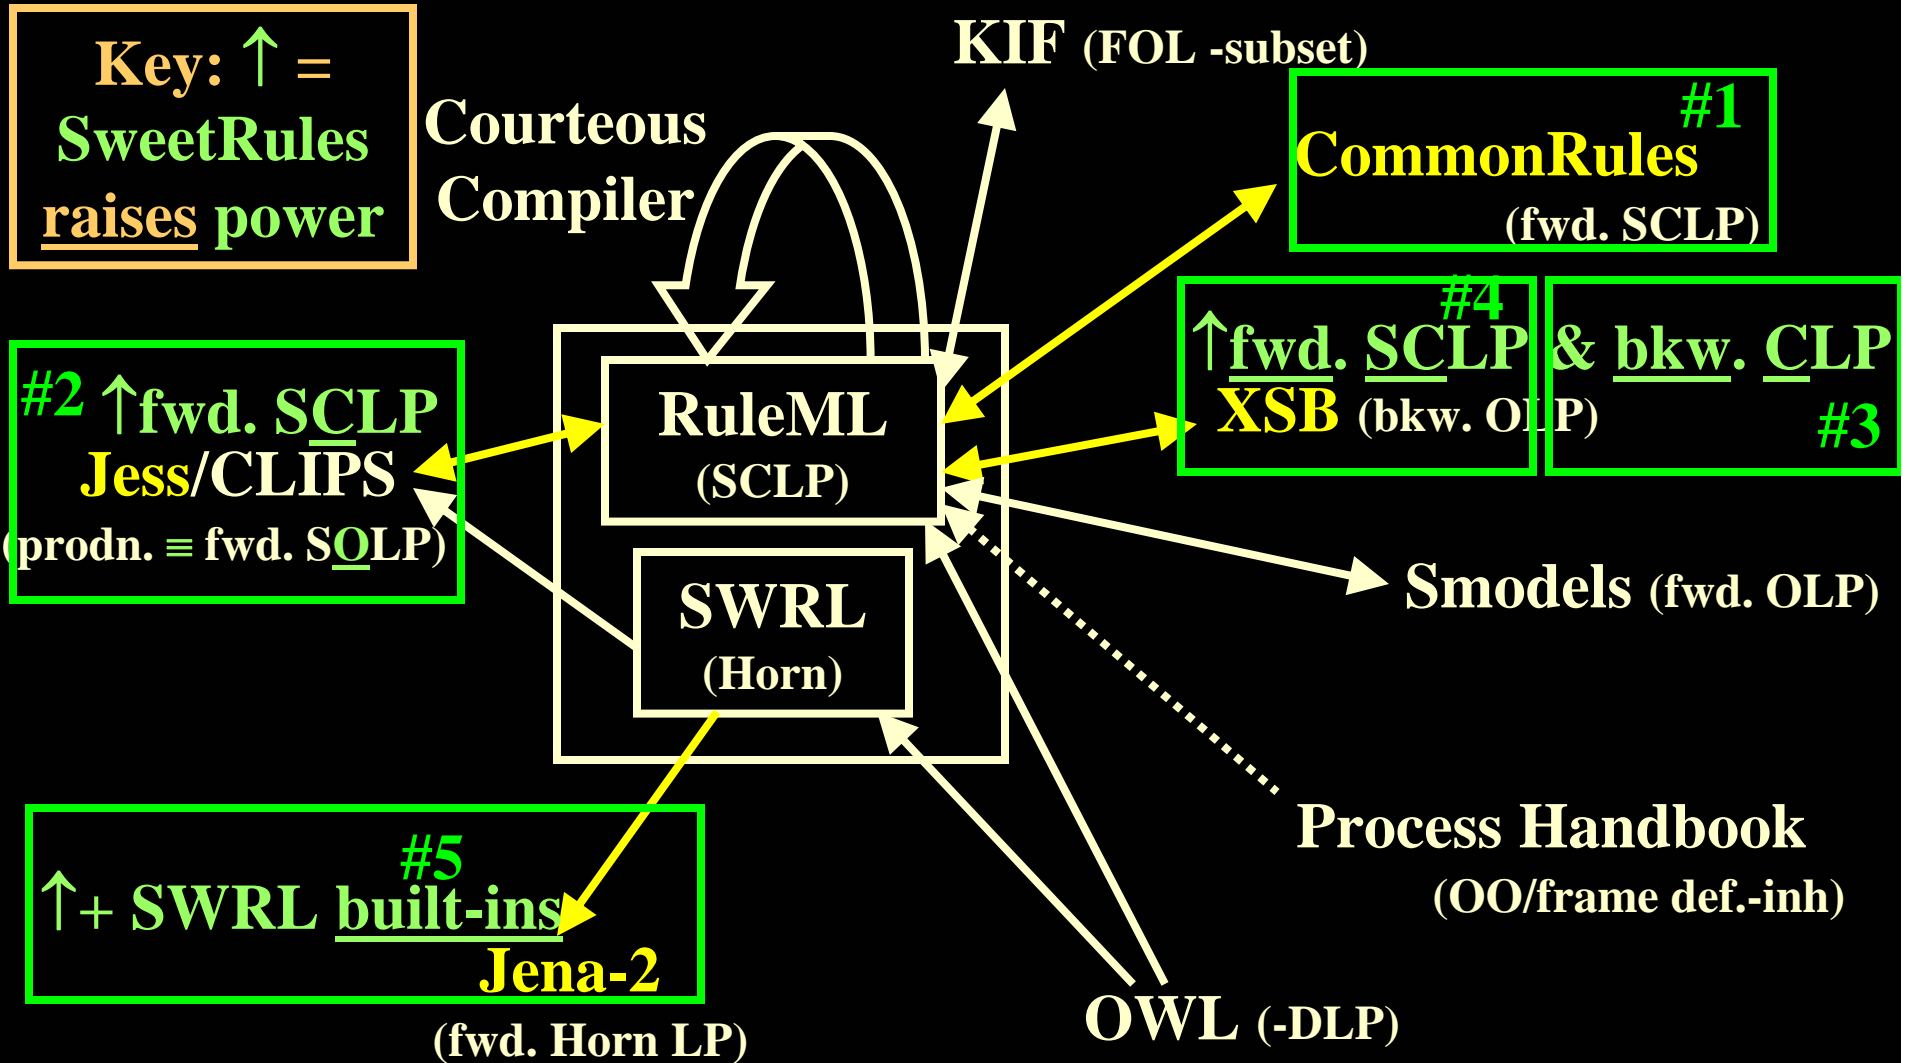 Key: ↑ =
SweetRules
raises power
Courteous
Compiler
KIF (FOL -subset)
#1
CommonRules
(fwd. SCLP)
#4
↑fwd. SCLP & bkw. CLP
XSB (bkw. OLP)
#3
#2 ↑fwd. SCLP
Jess/CLIPS
(prodn. ≡ fwd. SOLP)
RuleML
(SCLP)
SWRL
(Horn)
Smodels (fwd. OLP)
Process Handbook
(OO/frame def.-inh)
#5
↑+ SWRL built-ins
Jena-2
(fwd. Horn LP)
OWL (-DLP)